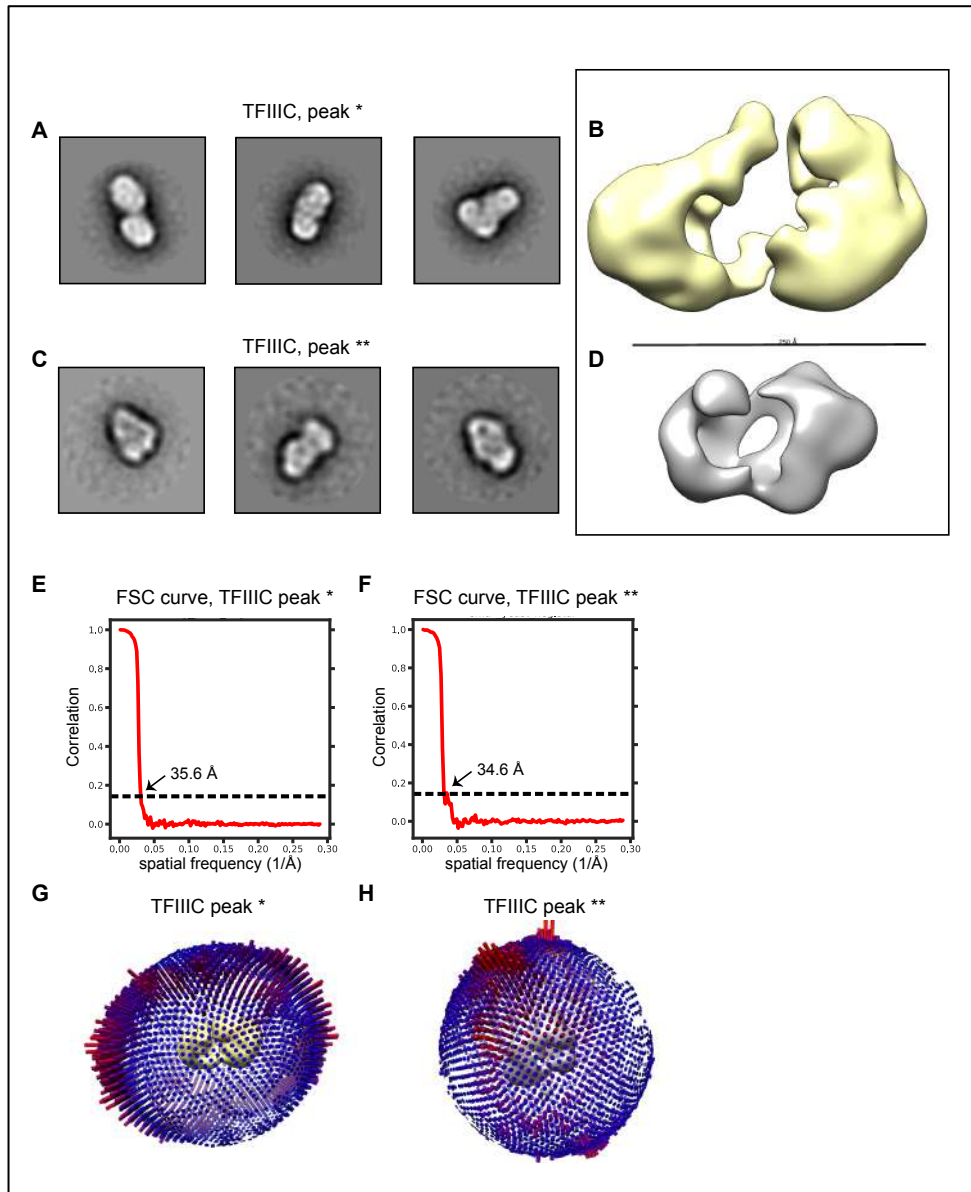 TFIIIC, peak *
A
B
TFIIIC, peak **
C
250 Å
D
E
F
FSC curve, TFIIIC peak *
FSC curve, TFIIIC peak **
Correlation
1.0
0.8
0.6
0.4
0.2
0.0
35.6 Å
0,00 0,05 0,10 0,15 0,20 0,25 0,30
spatial frequency (1/Å)
Correlation
1.0
0.8
0.6
0.4
0.2
0.0
34.6 Å
0,00 0,05 0,10 0,15 0,20 0,25 0,30
spatial frequency (1/Å)
G
H
TFIIIC peak *
TFIIIC peak **